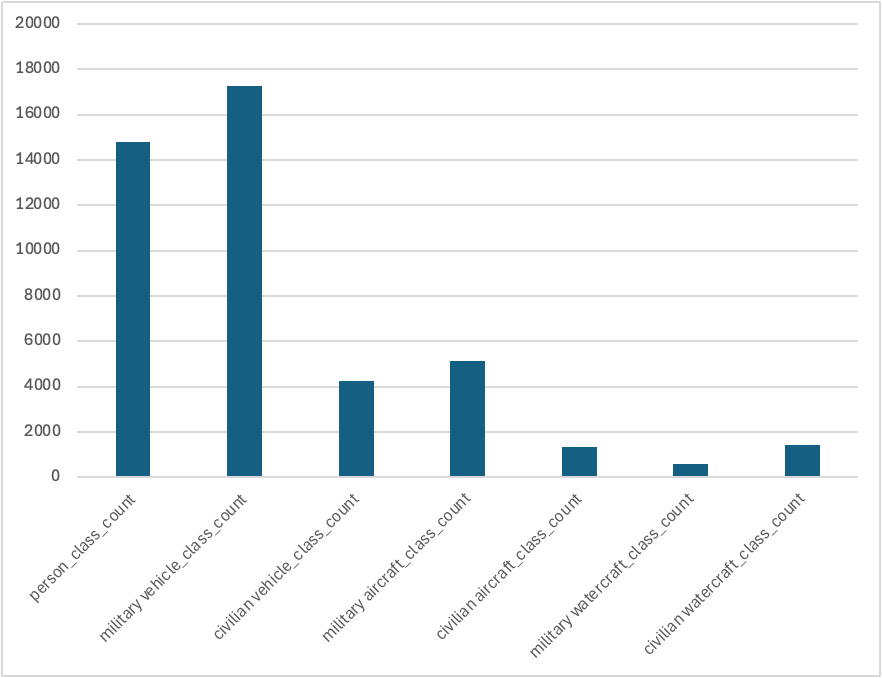 20000
18000
16000
14000
12000
10000
8000
6000
4000
2000
0
person_class_count
military vehicle_class_count
civilian vehicle_class_count
military aircraft_class_count
civilian aircraft_class_count
military watercraft_class_count
civilian watercraft_class_count